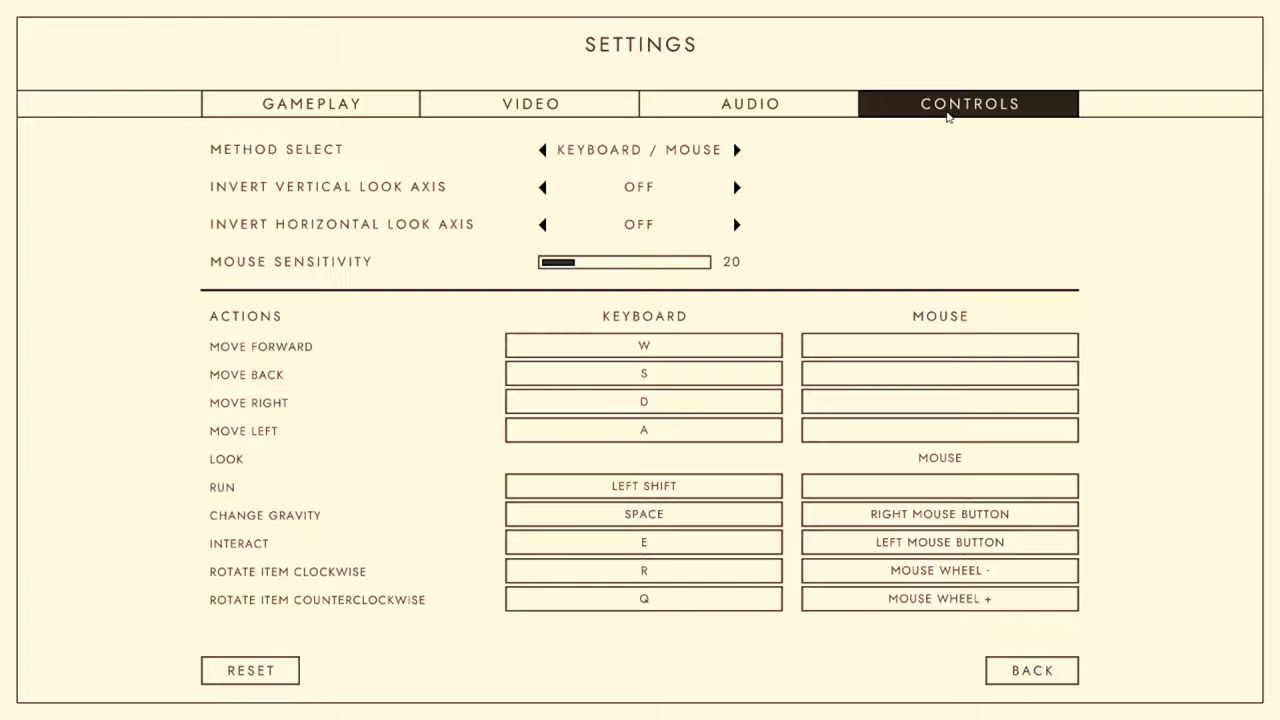 SETTINGS
GAMEPLAY VIDEO AUDIO CONTROLS
METHOD SELECT KEYBOARD / MOUSE
INVERT VERTICAL LOOK AXIS OFF
INVERT HORIZONTAL LOOK AXIS OFF
MOUSE SENSITIVITY 20
ACTIONS KEYBOARD MOUSE
MOVE FORWARD W
MOVE BACK S
MOVE RIGHT D
MOVE LEFT A
LOOK MOUSE
RUN LEFT SHIFT
CHANGE GRAVITY SPACE RIGHT MOUSE BUTTON
INTERACT E LEFT MOUSE BUTTON
ROTATE ITEM CLOCKWISE R MOUSE WHEEL -
ROTATE ITEM COUNTERCLOCKWISE Q MOUSE WHEEL +
RESET BACK